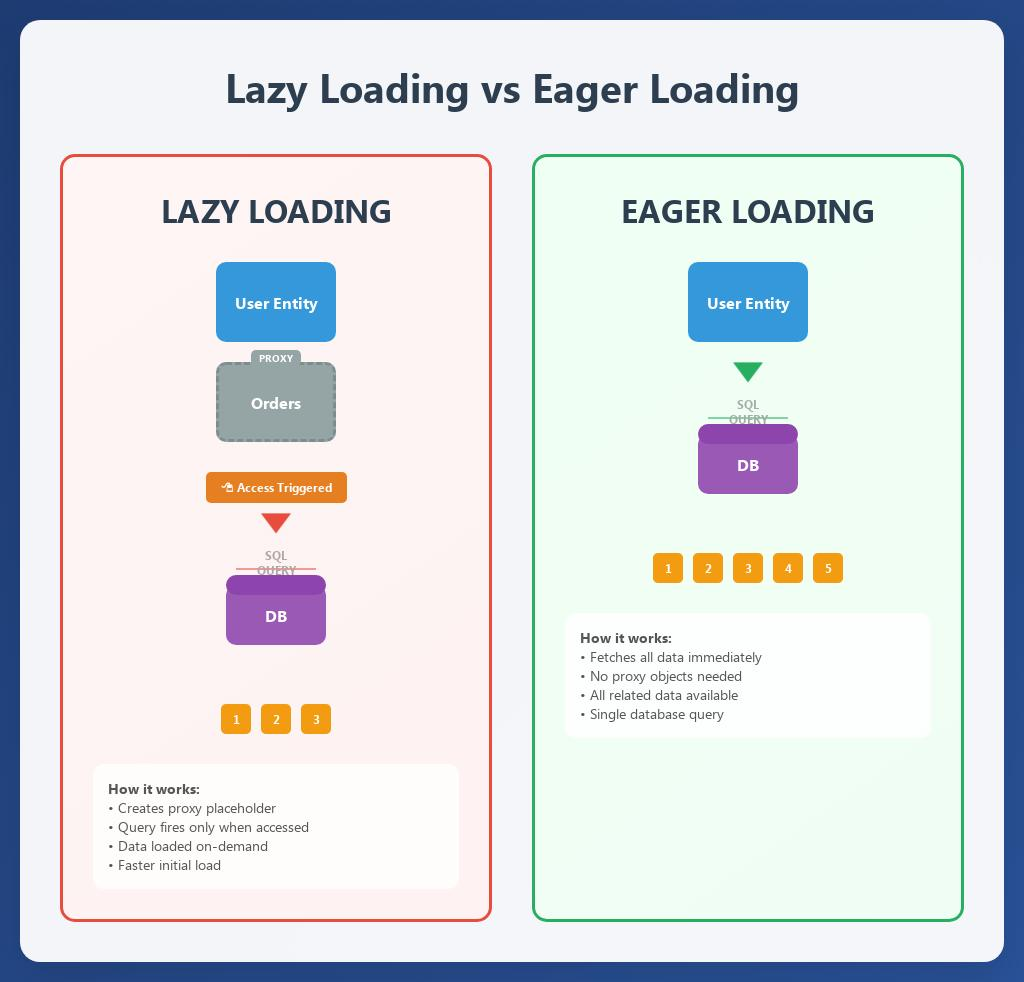 Lazy Loading vs Eager Loading
LAZY LOADING
User Entity
PROXY
Orders
Access Triggered
SQL
QUERY
DB
1 2 3
How it works:
• Creates proxy placeholder
• Query fires only when accessed
• Data loaded on-demand
• Faster initial load
EAGER LOADING
User Entity
SQL
QUERY
DB
1 2 3 4 5
How it works:
• Fetches all data immediately
• No proxy objects needed
• All related data available
• Single database query